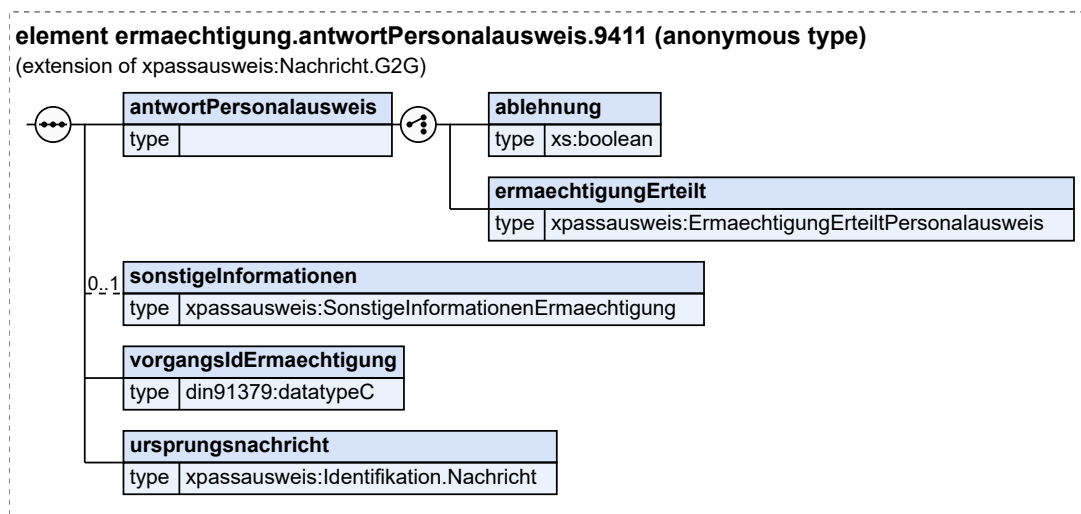 element ermaechtigung.antwortPersonalausweis.9411 (anonymous type)
(extension of xpassausweis:Nachricht.G2G)
antwortPersonalausweis
type
ablehnung
type xs:boolean
ermaechtigungErteilt
type xpassausweis:ErmaechtigungErteiltPersonalausweis
0..1
sonstigeInformationen
type xpassausweis:SonstigeInformationenErmaechtigung
vorgangsIdErmaechtigung
type din91379:datatypeC
ursprungsnachricht
type xpassausweis:Identifikation.Nachricht